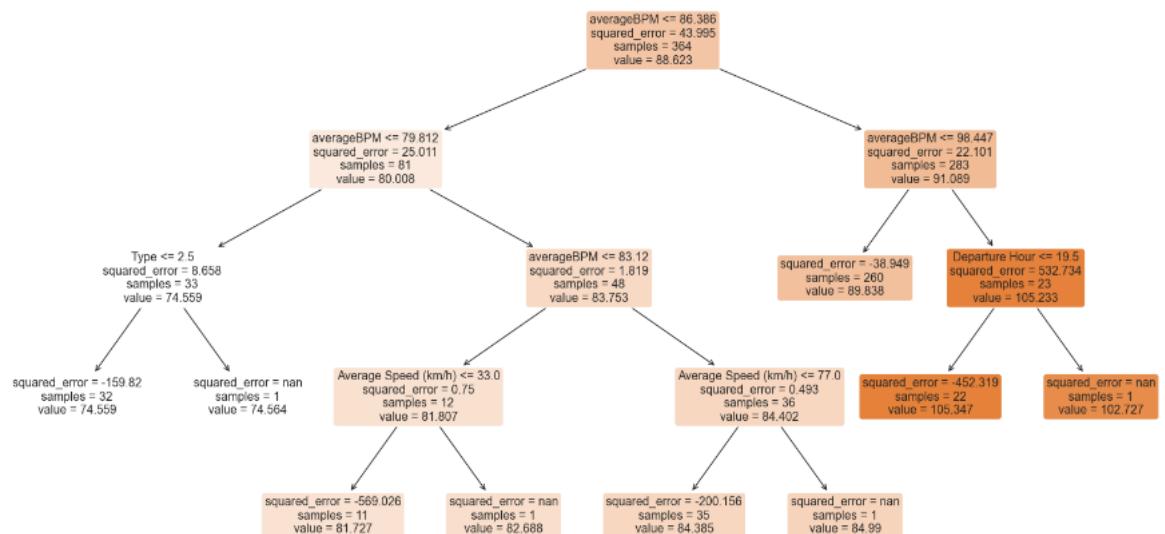 averageBPM <= 86.386
squared_error = 43.995
samples = 364
value = 88.623
averageBPM <= 79.812
squared_error = 25.011
samples = 81
value = 80.008
averageBPM <= 98.447
squared_error = 22.101
samples = 283
value = 91.089
Type <= 2.5
squared_error = 8.658
samples = 33
value = 74.559
averageBPM <= 83.12
squared_error = 1.819
samples = 48
value = 83.753
squared_error = -38.949
samples = 260
value = 89.838
Departure Hour <= 19.5
squared_error = 532.734
samples = 23
value = 105.233
squared_error = -159.82
samples = 32
value = 74.559
squared_error = nan
samples = 1
value = 74.564
Average Speed (km/h) <= 33.0
squared_error = 0.75
samples = 12
value = 81.807
Average Speed (km/h) <= 77.0
squared_error = 0.493
samples = 36
value = 84.402
squared_error = -452.319
samples = 22
value = 105.347
squared_error = nan
samples = 1
value = 102.727
squared_error = -569.026
samples = 11
value = 81.727
squared_error = nan
samples = 1
value = 82.688
squared_error = -200.156
samples = 35
value = 84.385
squared_error = nan
samples = 1
value = 84.99